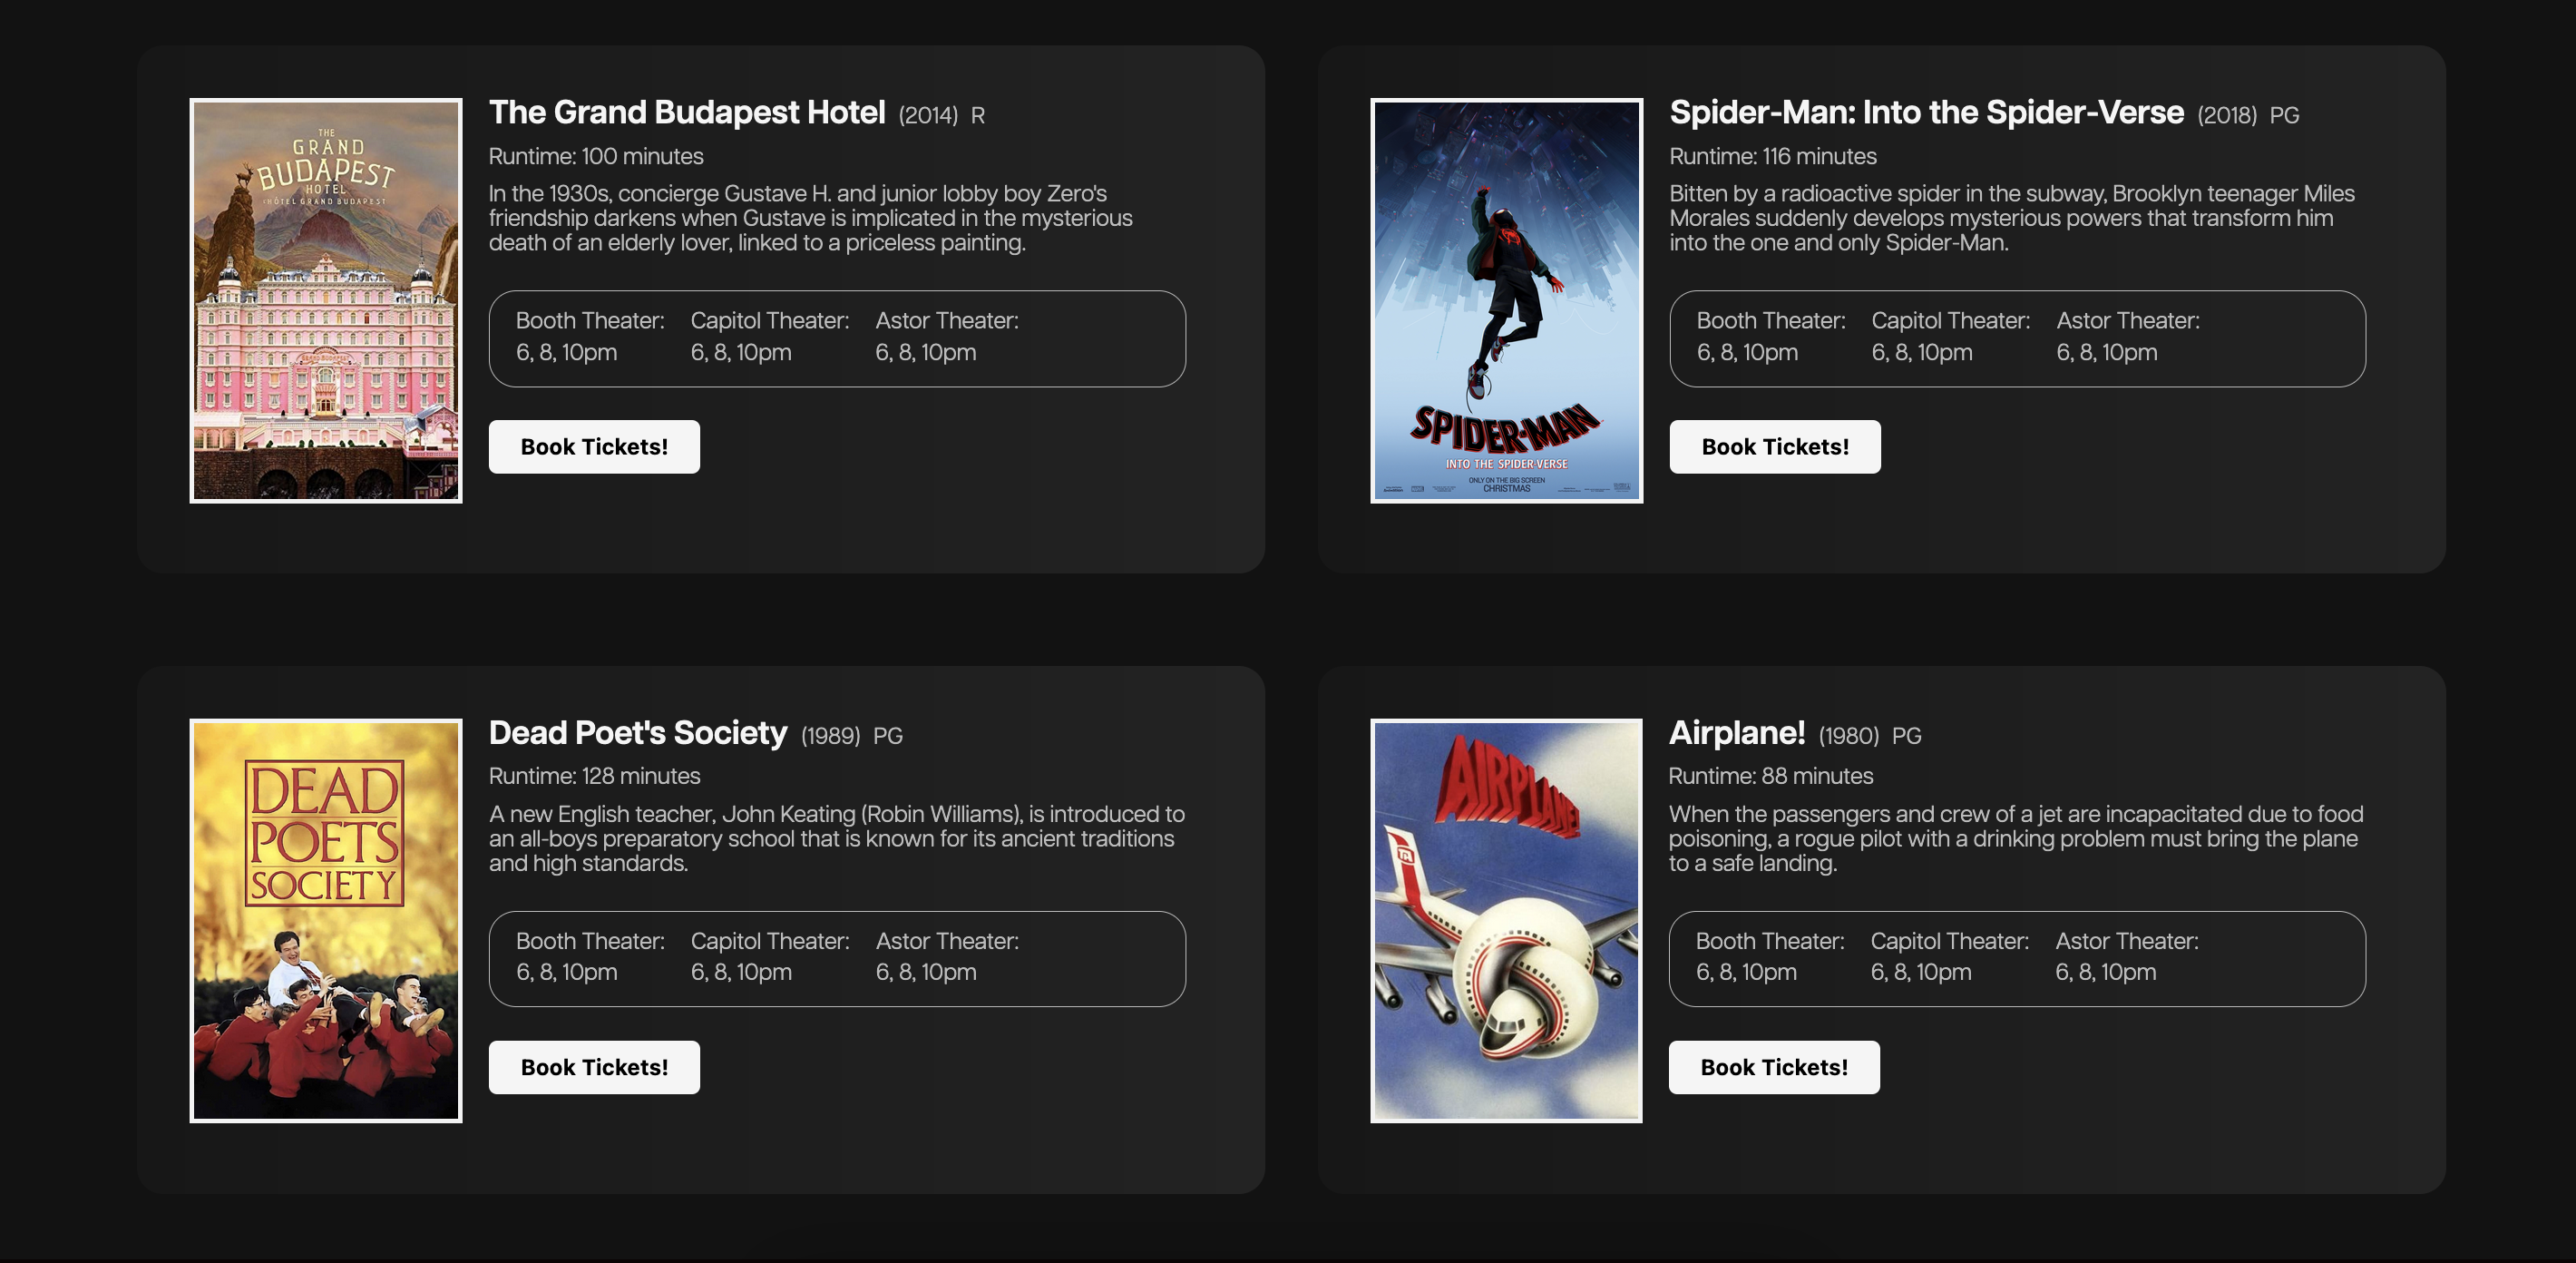 THE
GRAND
BUDAPEST
HOTEL
The Grand Budapest Hotel (2014) R
Runtime: 100 minutes
In the 1930s, concierge Gustave H. and junior lobby boy Zero's
friendship darkens when Gustave is implicated in the mysterious
death of an elderly lover, linked to a priceless painting.
Booth Theater: Capitol Theater: Astor Theater:
6, 8, 10pm 6, 8, 10pm 6, 8, 10pm
Book Tickets!
SPIDER-MAN
INTO THE SPIDER-VERSE
ONLY ON THE BIG SCREEN
CHRISTMAS
Spider-Man: Into the Spider-Verse (2018) PG
Runtime: 116 minutes
Bitten by a radioactive spider in the subway, Brooklyn teenager Miles
Morales suddenly develops mysterious powers that transform him
into the one and only Spider-Man.
Booth Theater: Capitol Theater: Astor Theater:
6, 8, 10pm 6, 8, 10pm 6, 8, 10pm
Book Tickets!
DEAD
POETS
SOCIETY
Dead Poet's Society (1989) PG
Runtime: 128 minutes
A new English teacher, John Keating (Robin Williams), is introduced to
an all-boys preparatory school that is known for its ancient traditions
and high standards.
Booth Theater: Capitol Theater: Astor Theater:
6, 8, 10pm 6, 8, 10pm 6, 8, 10pm
Book Tickets!
AIRPLANE!
Airplane! (1980) PG
Runtime: 88 minutes
When the passengers and crew of a jet are incapacitated due to food
poisoning, a rogue pilot with a drinking problem must bring the plane
to a safe landing.
Booth Theater: Capitol Theater: Astor Theater:
6, 8, 10pm 6, 8, 10pm 6, 8, 10pm
Book Tickets!